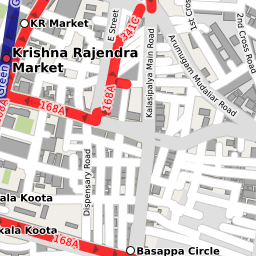 E Street
341C
KR Market
Krishna Rajendra
Market
Green
168A
168A
168A
2nd Cross Road
1st Cross
Arumugam Mudaliar Road
Kalasipalya Main Road
Dispensary Road
ala Koota
kala Koota
168A
Basappa Circle